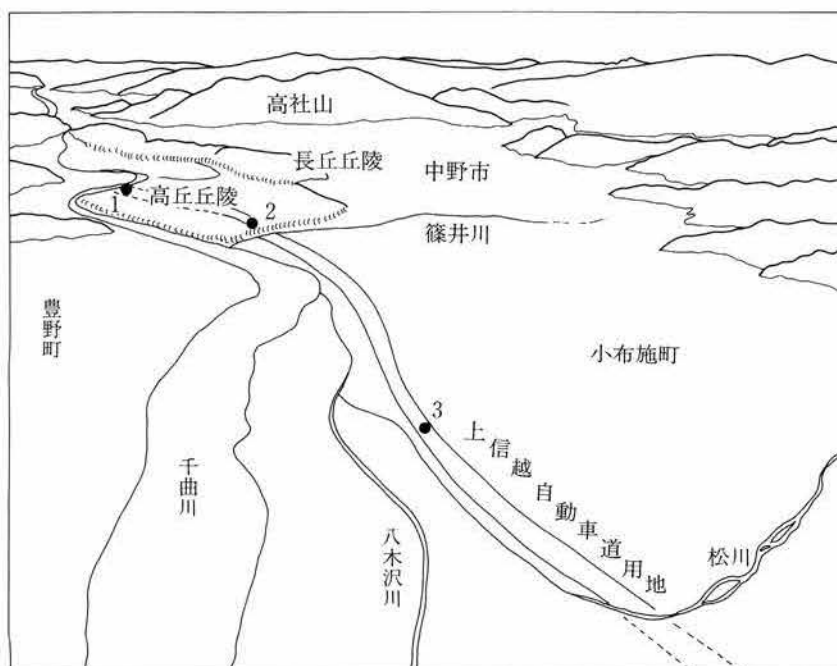 高社山
長丘丘陵
中野市
高丘丘陵
1
2
篠井川
豊野町
小布施町
3
上信越自動車道用地
千曲川
八木沢川
松川